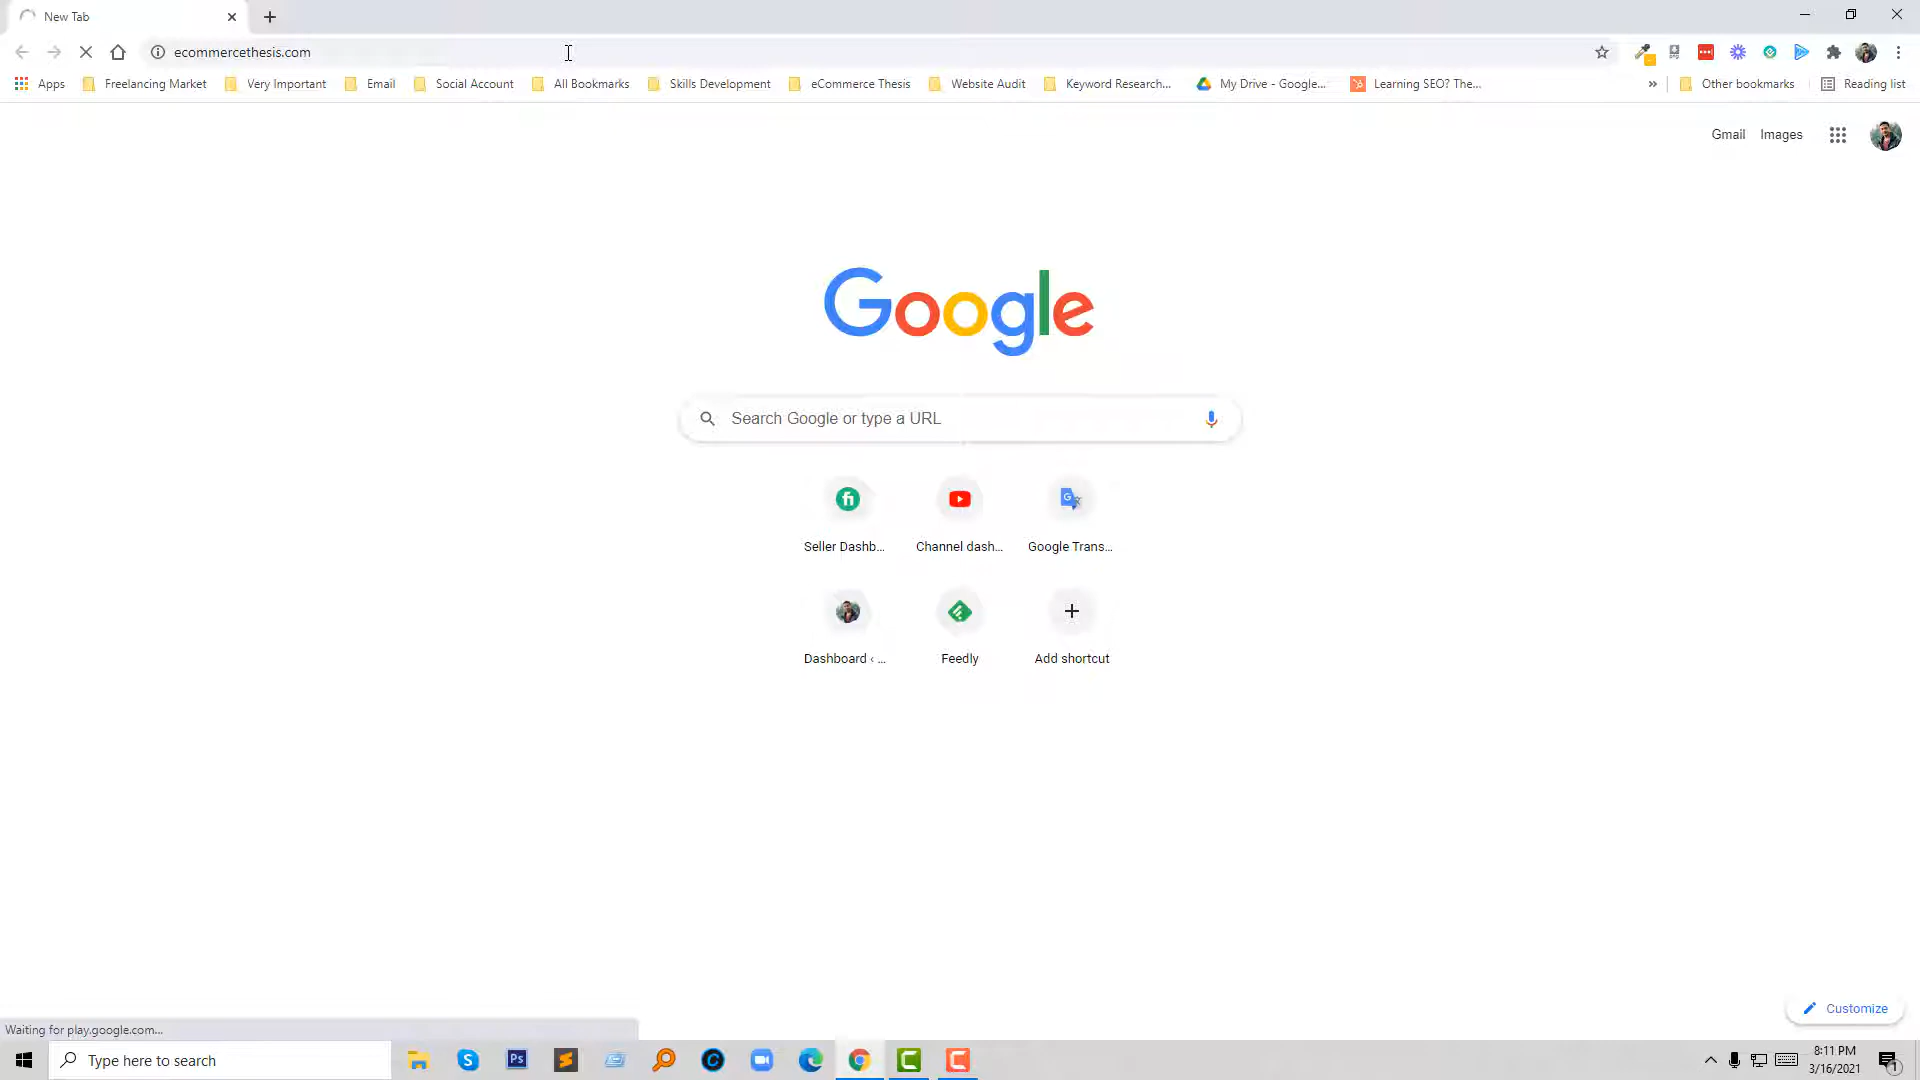 New Tab
ecommercethesis.com
Apps Freelancing Market Very Important Email Social Account All Bookmarks Skills Development eCommerce Thesis Website Audit Keyword Research... My Drive - Google... Learning SEO? The... » Other bookmarks Reading list
Gmail Images
Google
Search Google or type a URL
Seller Dashb... Channel dash... Google Trans...
Dashboard ‹ ... Feedly Add shortcut
Customize
Waiting for play.google.com...
Type here to search
8:11 PM
3/16/2021